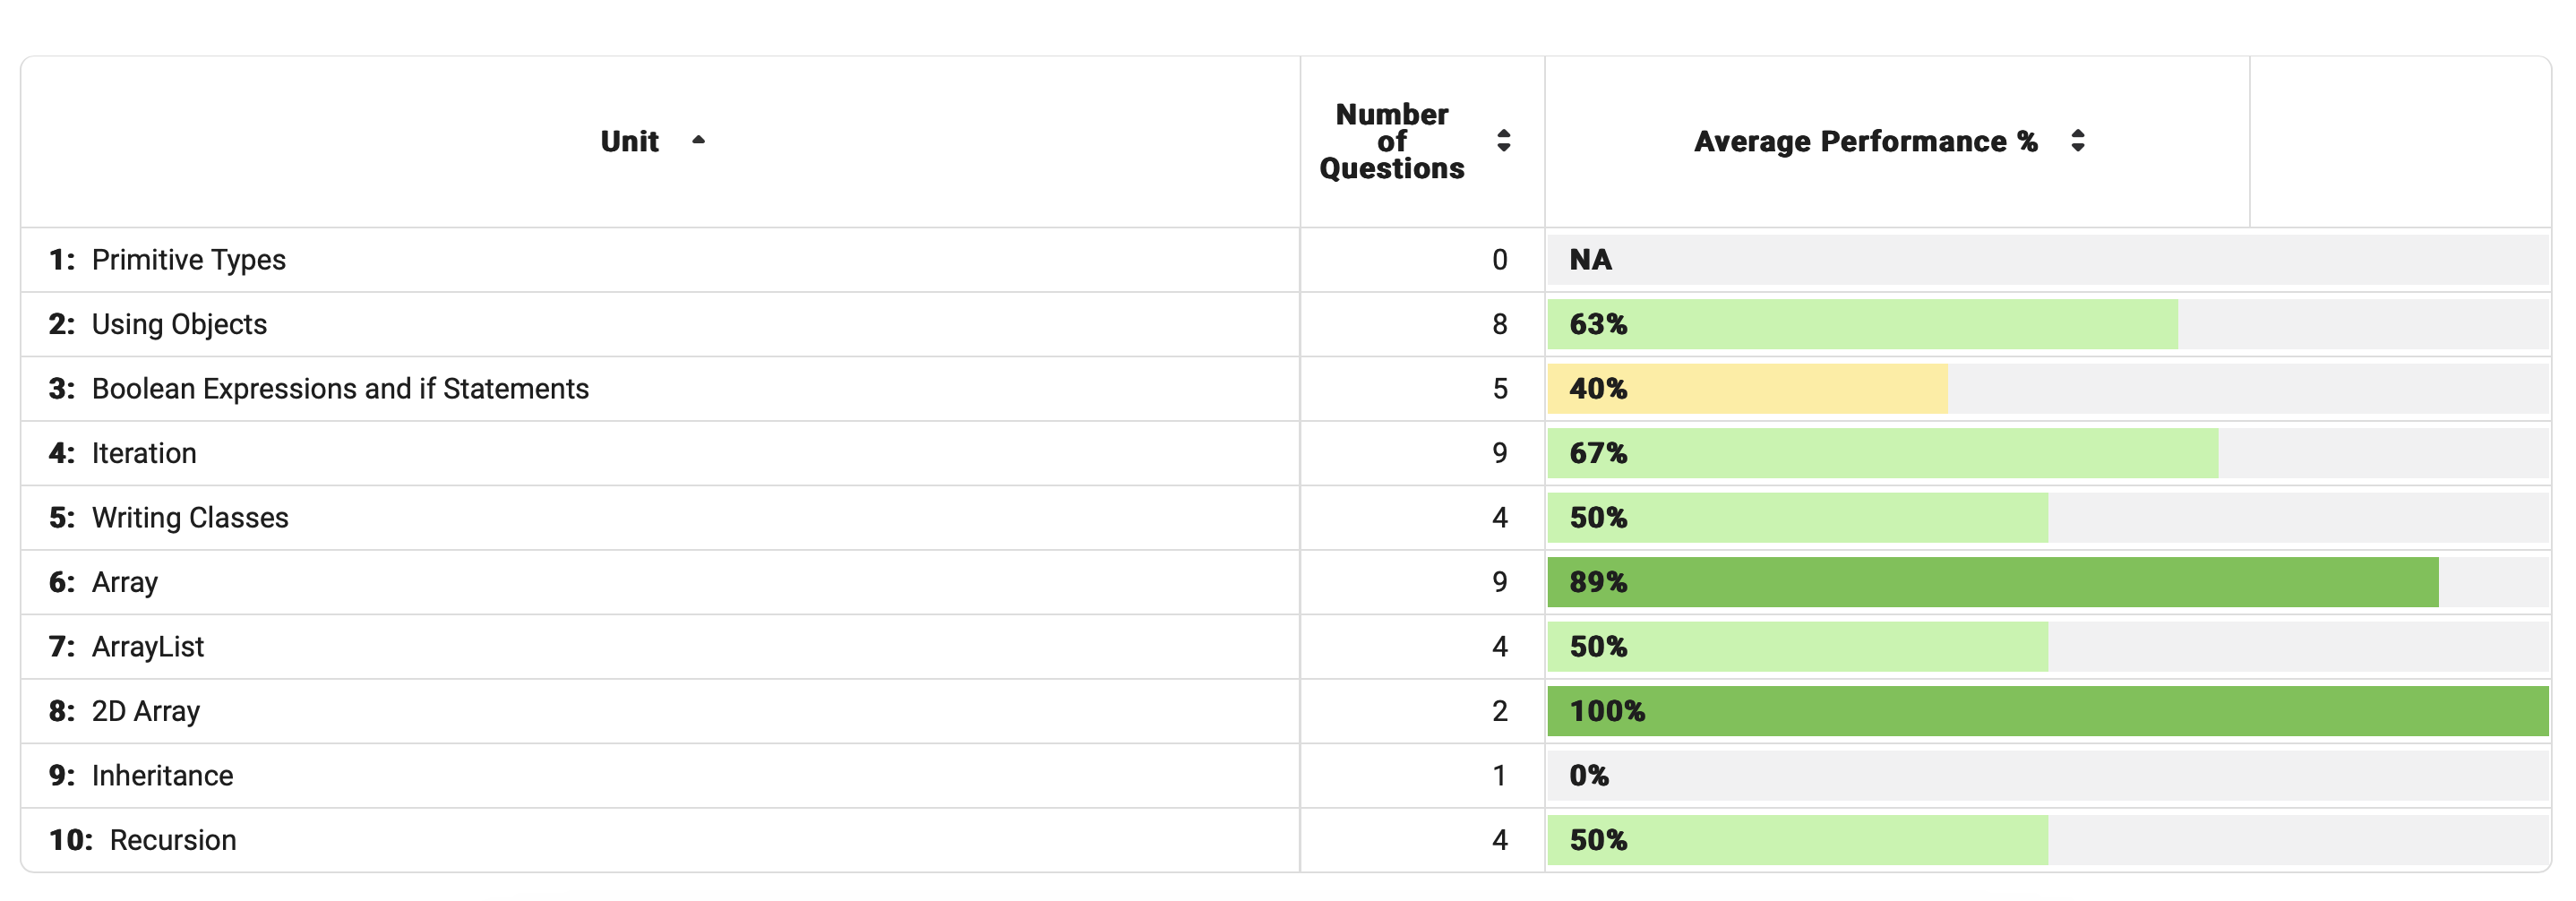 Unit
Number
of
Questions
Average Performance %
1: Primitive Types 0 NA
2: Using Objects 8 63%
3: Boolean Expressions and if Statements 5 40%
4: Iteration 9 67%
5: Writing Classes 4 50%
6: Array 9 89%
7: ArrayList 4 50%
8: 2D Array 2 100%
9: Inheritance 1 0%
10: Recursion 4 50%